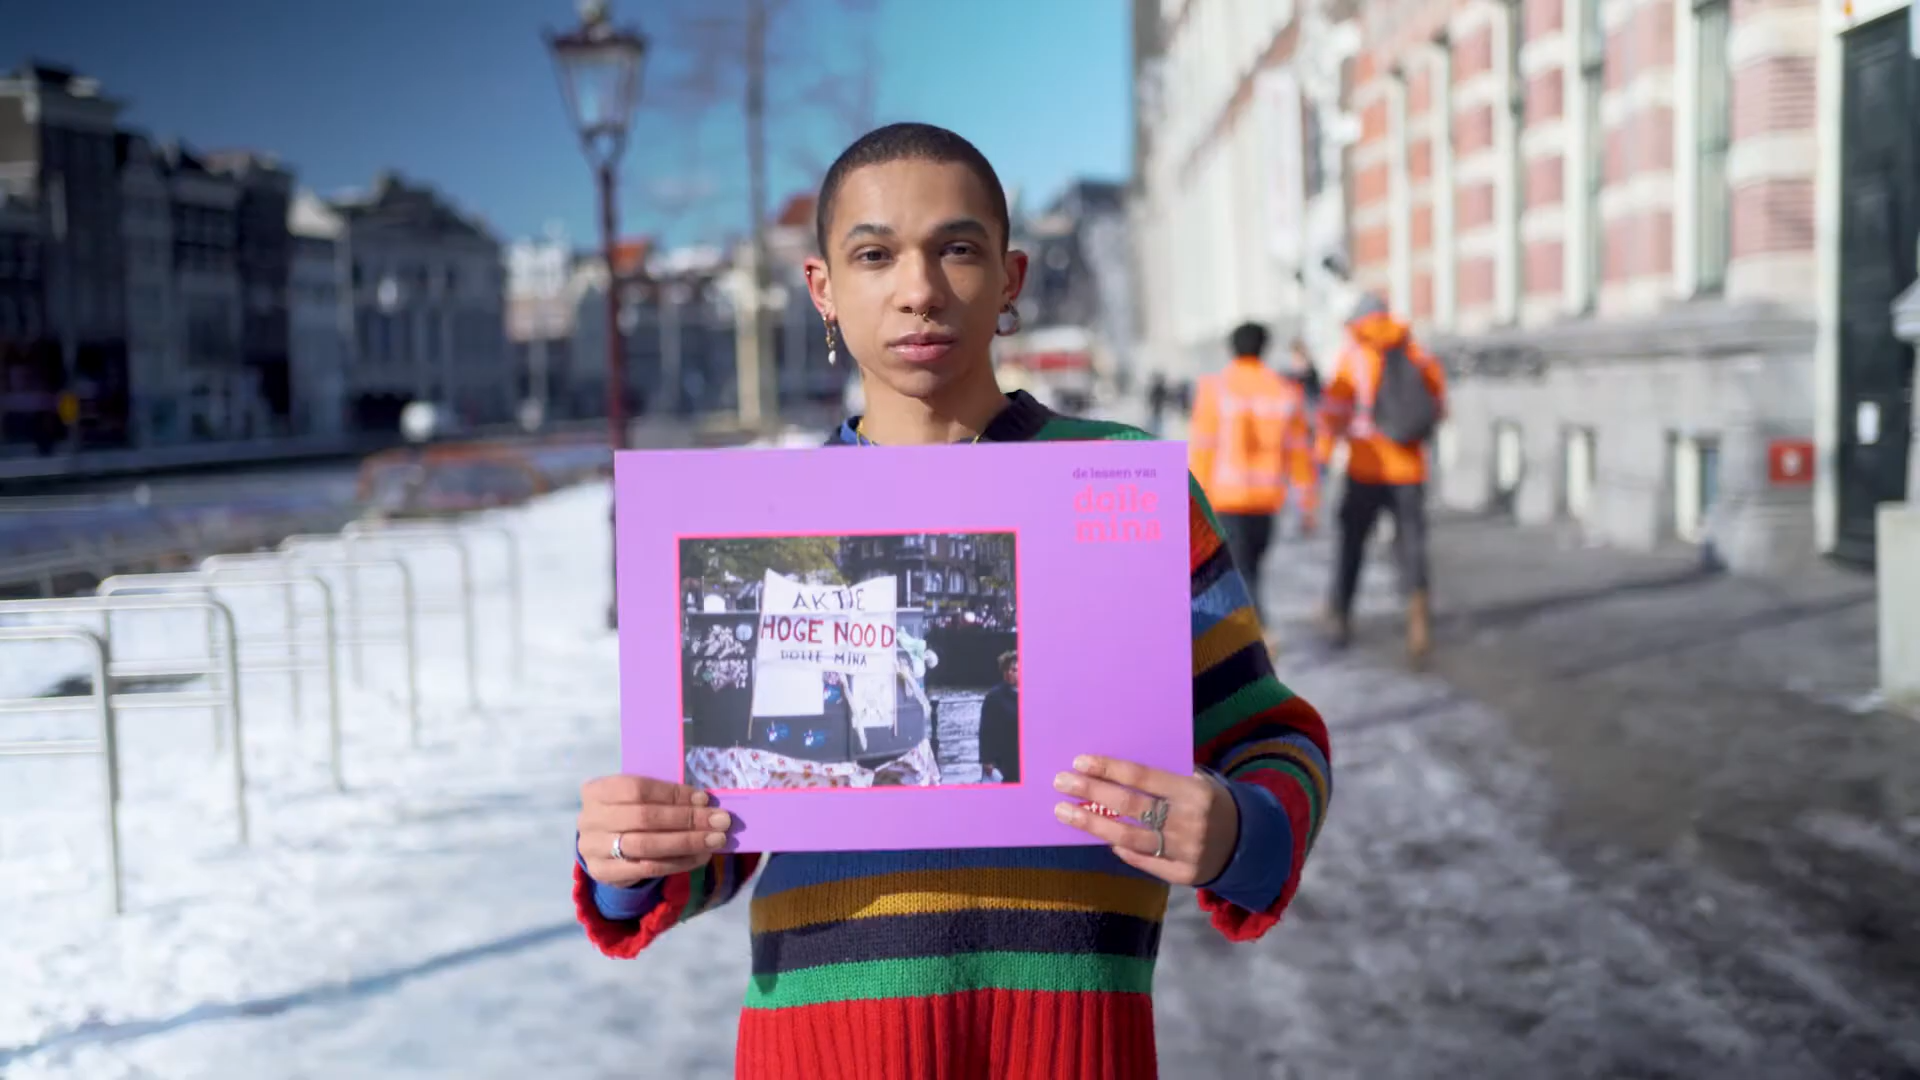 de lessen van
dolle
mina
AKTIE
HOGE NOOD
DOLLE MINA